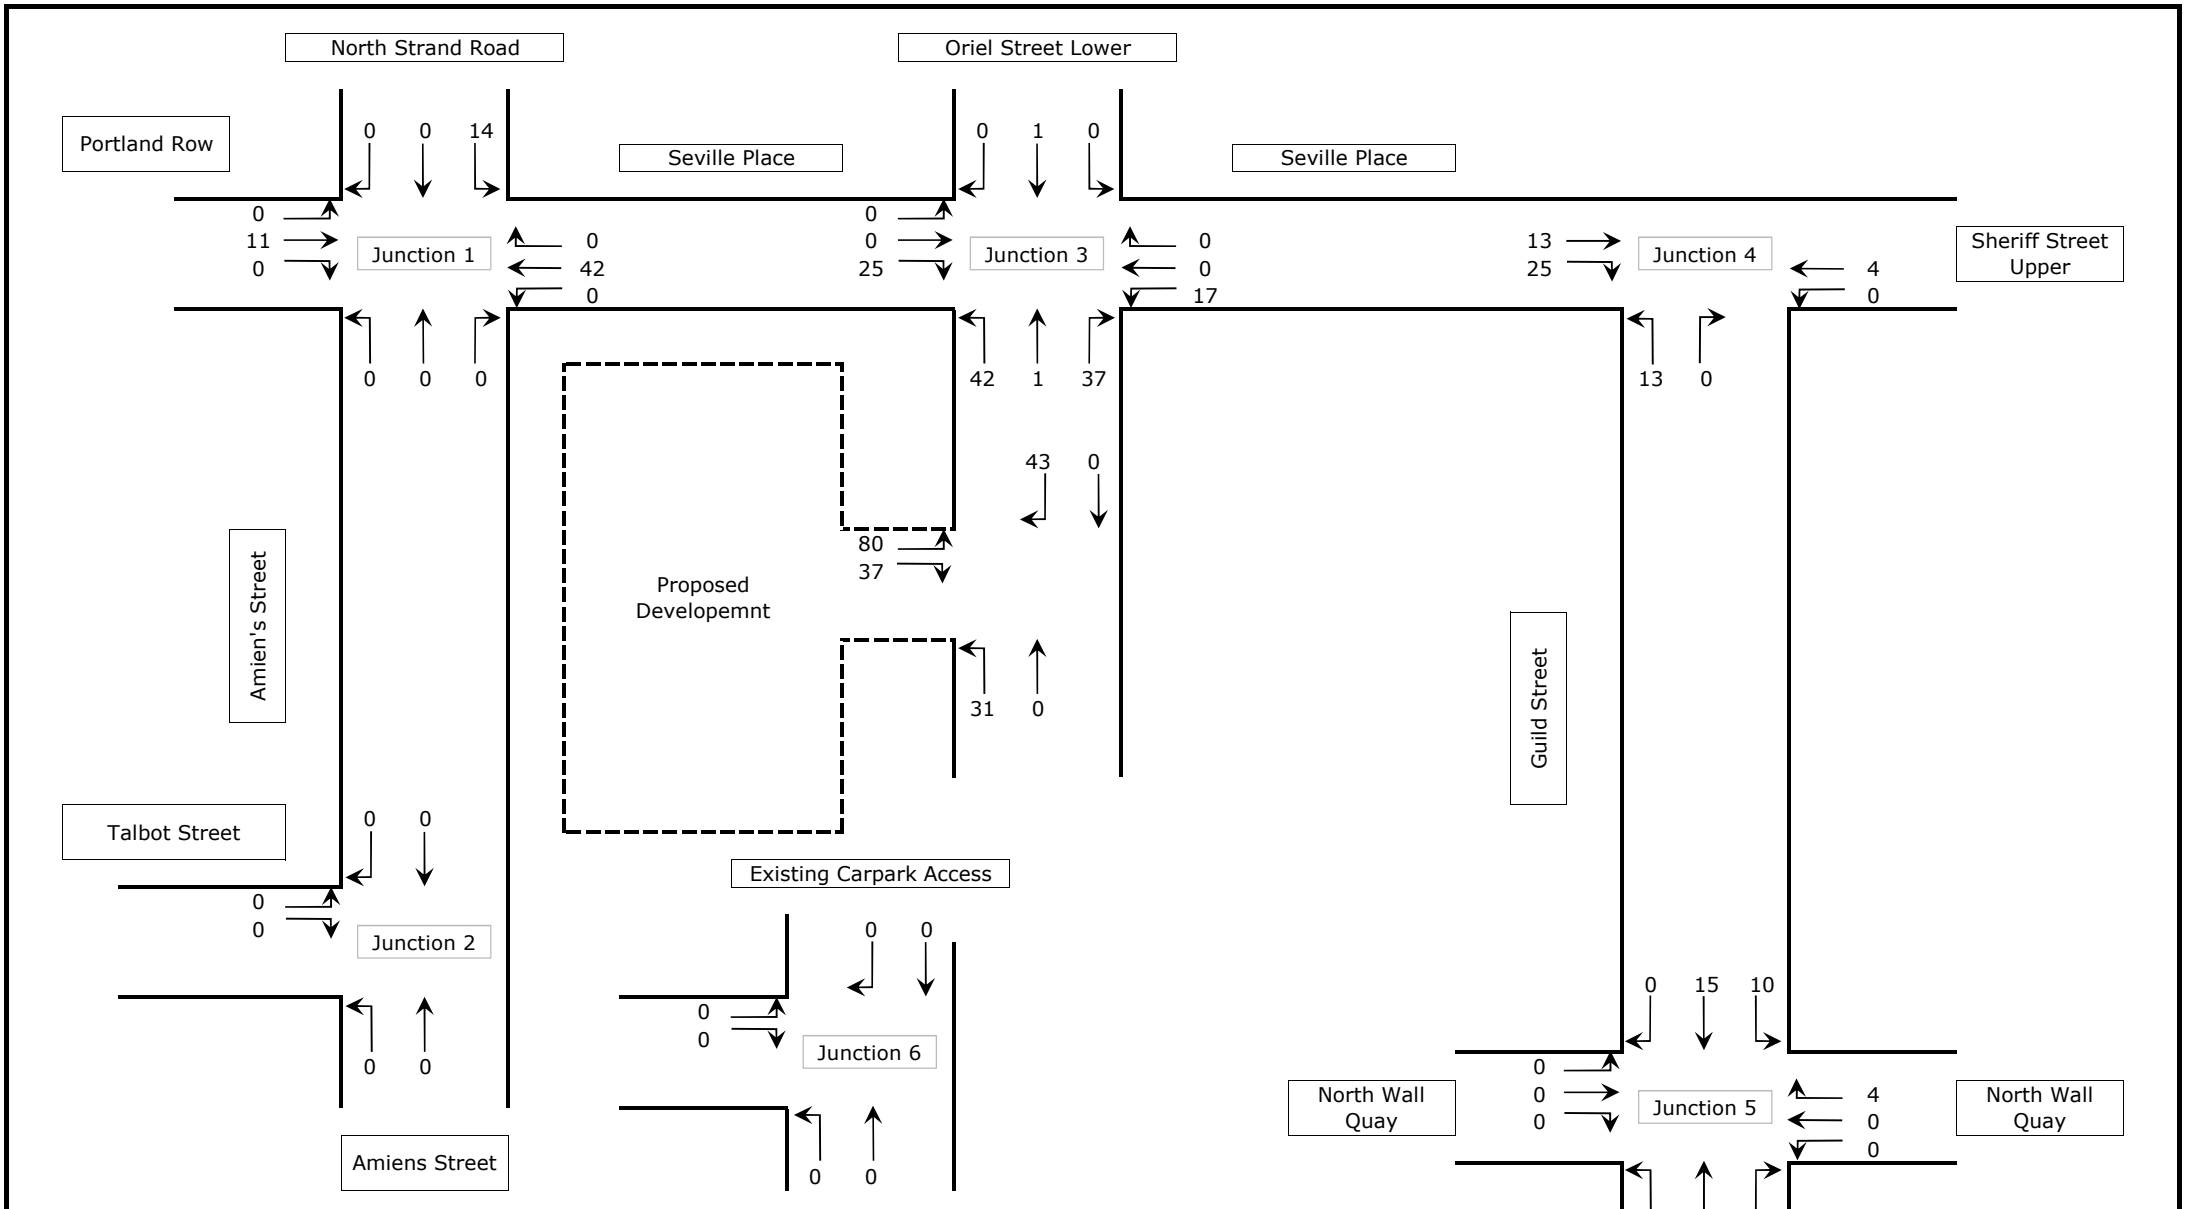 North Strand Road
Oriel Street Lower
Portland Row
0 0 14
Seville Place
0 1 0
Seville Place
0
11
0
Junction 1
0
42
0
0
0
25
Junction 3
0
0
17
13
25
Junction 4
4
0
Sheriff Street
Upper
0 0 0
42 1 37
13 0
43 0
80
37
Proposed
Developemnt
Amien's Street
31 0
Guild Street
Talbot Street
0 0
Existing Carpark Access
0
0
Junction 2
0 0
0 0
0
0
Junction 6
0 0
Amiens Street
0 15 10
North Wall
Quay
0
0
0
Junction 5
4
0
0
North Wall
Quay